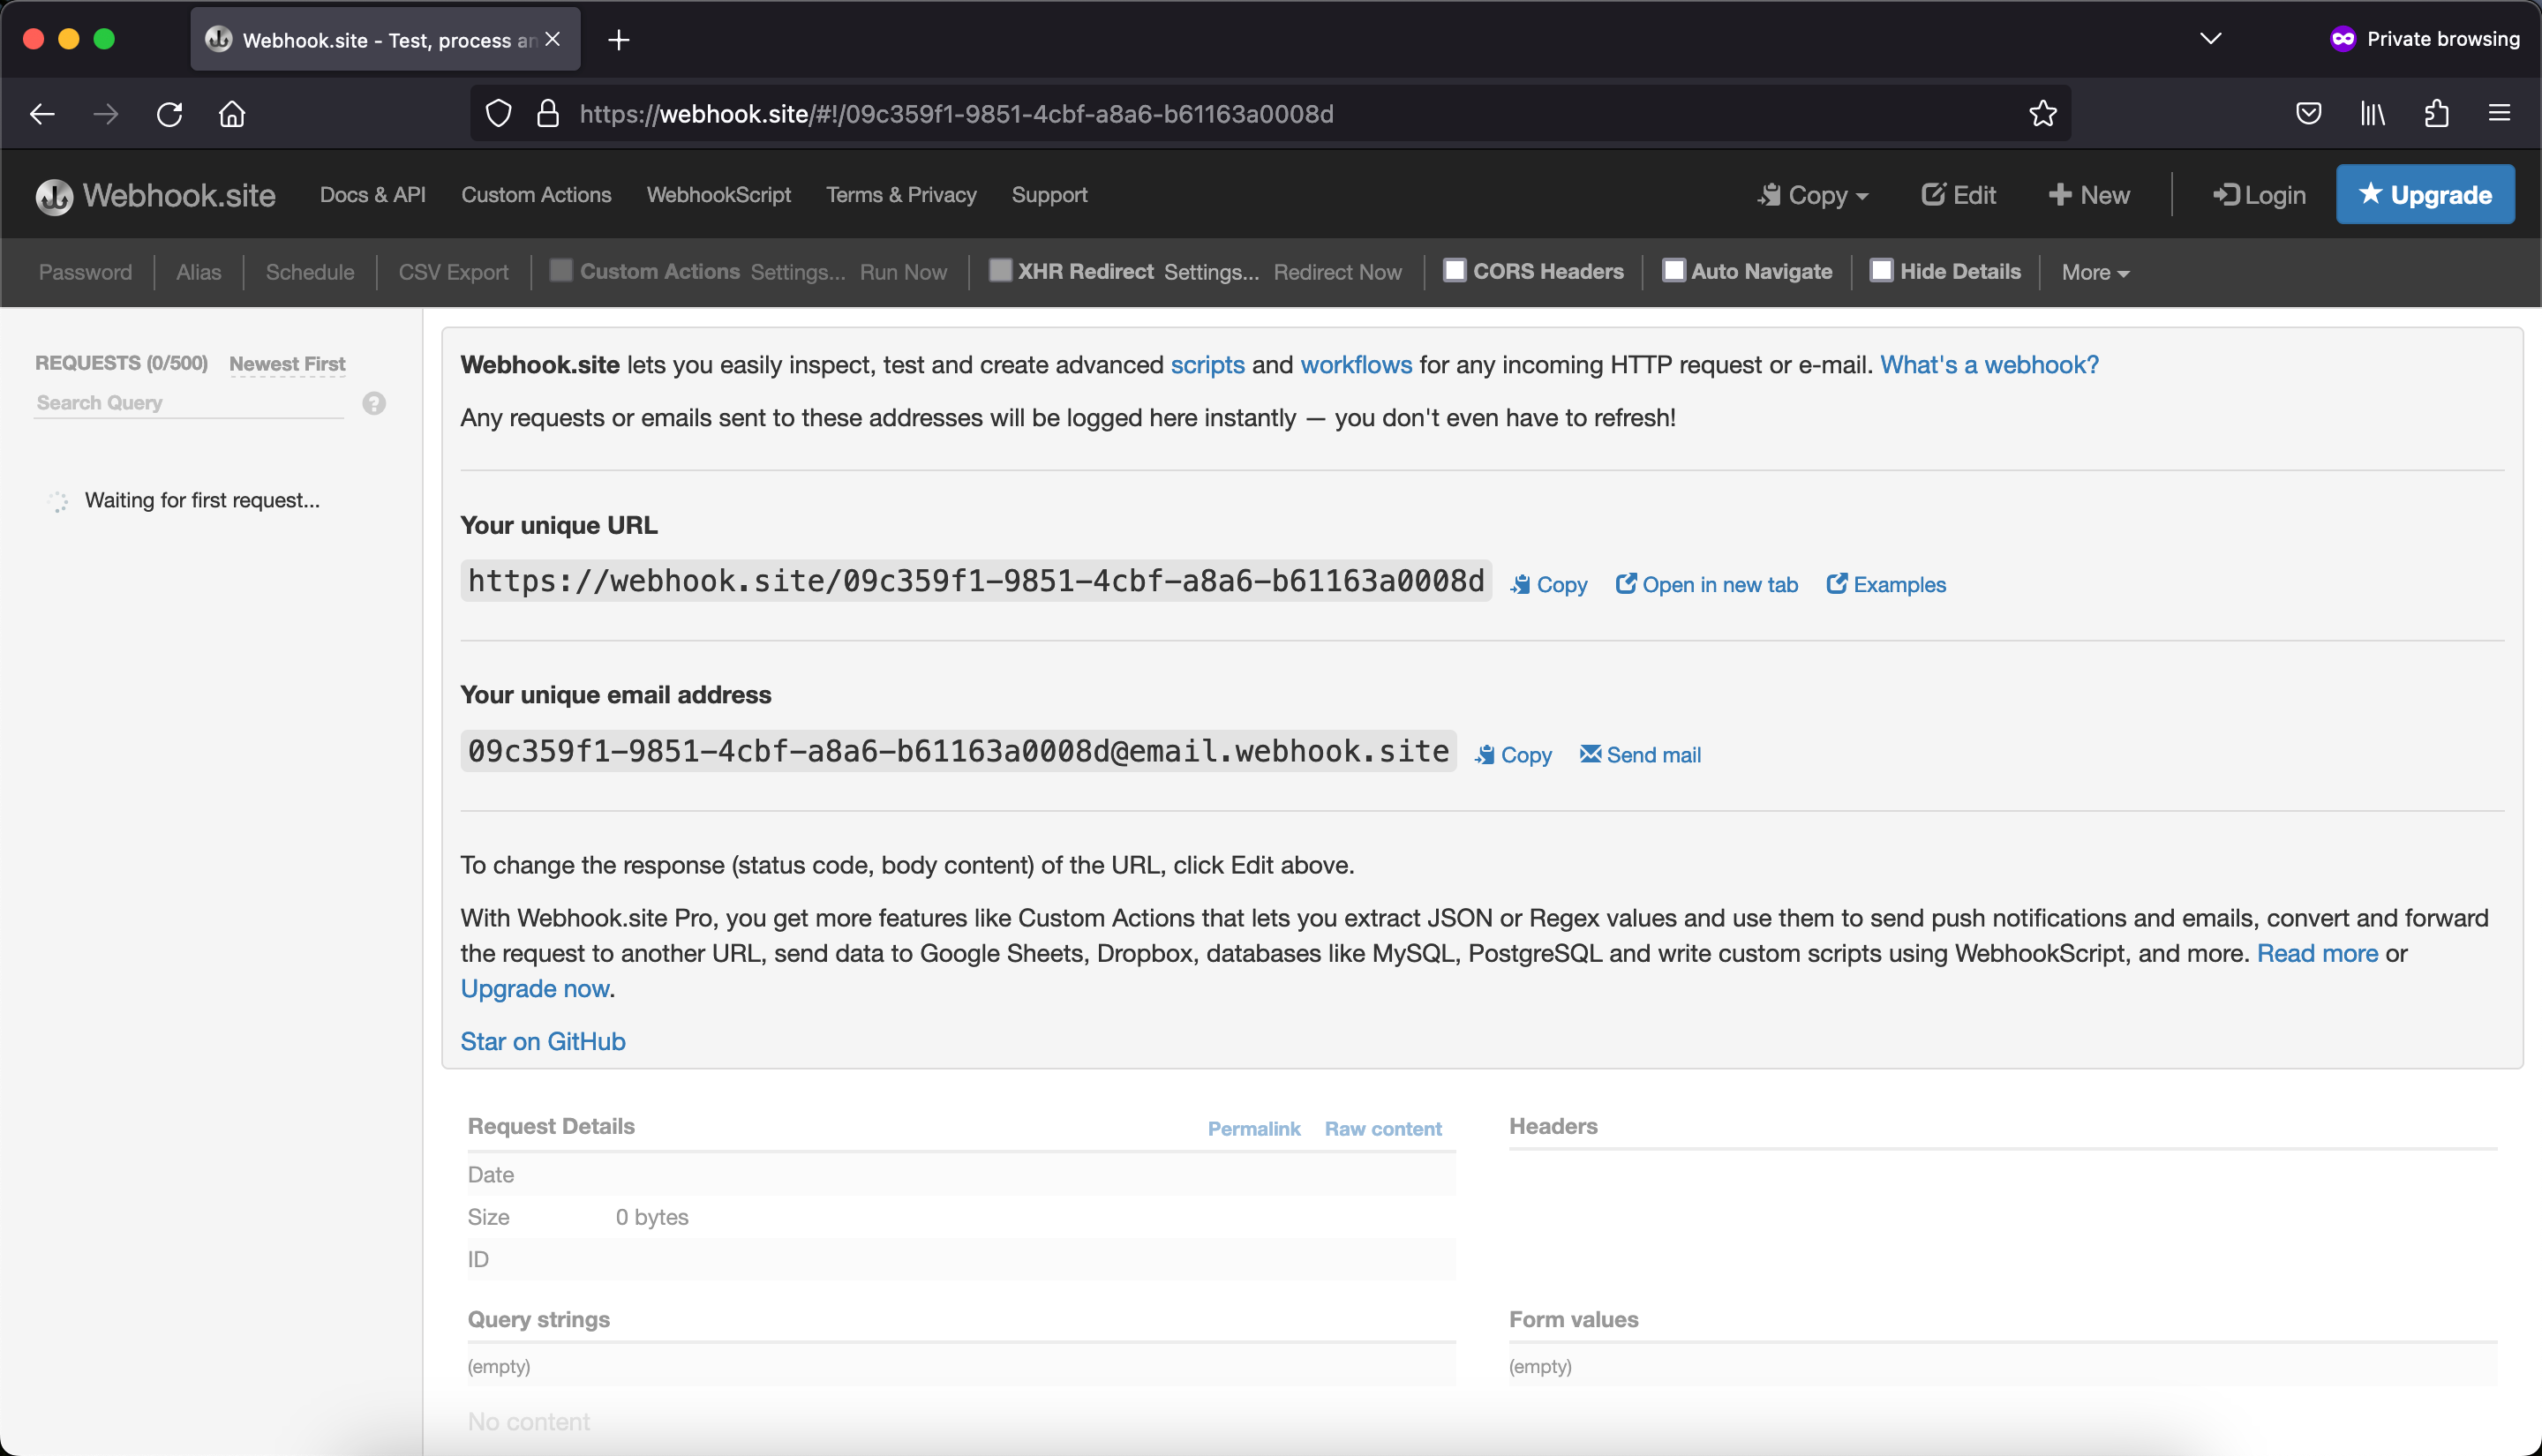 Webhook.site - Test, process an
Private browsing
https://webhook.site/#!/09c359f1-9851-4cbf-a8a6-b61163a0008d
Webhook.site Docs & API Custom Actions WebhookScript Terms & Privacy Support Copy Edit New Login Upgrade
Password Alias Schedule CSV Export Custom Actions Settings... Run Now XHR Redirect Settings... Redirect Now CORS Headers Auto Navigate Hide Details More
REQUESTS (0/500) Newest First
Search Query ?
Waiting for first request...
Webhook.site lets you easily inspect, test and create advanced scripts and workflows for any incoming HTTP request or e-mail. What's a webhook?
Any requests or emails sent to these addresses will be logged here instantly — you don't even have to refresh!
Your unique URL
https://webhook.site/09c359f1-9851-4cbf-a8a6-b61163a0008d Copy Open in new tab Examples
Your unique email address
09c359f1-9851-4cbf-a8a6-b61163a0008d@email.webhook.site Copy Send mail
To change the response (status code, body content) of the URL, click Edit above.
With Webhook.site Pro, you get more features like Custom Actions that lets you extract JSON or Regex values and use them to send push notifications and emails, convert and forward
the request to another URL, send data to Google Sheets, Dropbox, databases like MySQL, PostgreSQL and write custom scripts using WebhookScript, and more. Read more or
Upgrade now.
Star on GitHub
Request Details Permalink Raw content
Date
Size 0 bytes
ID
Headers
Query strings
(empty)
Form values
(empty)
No content